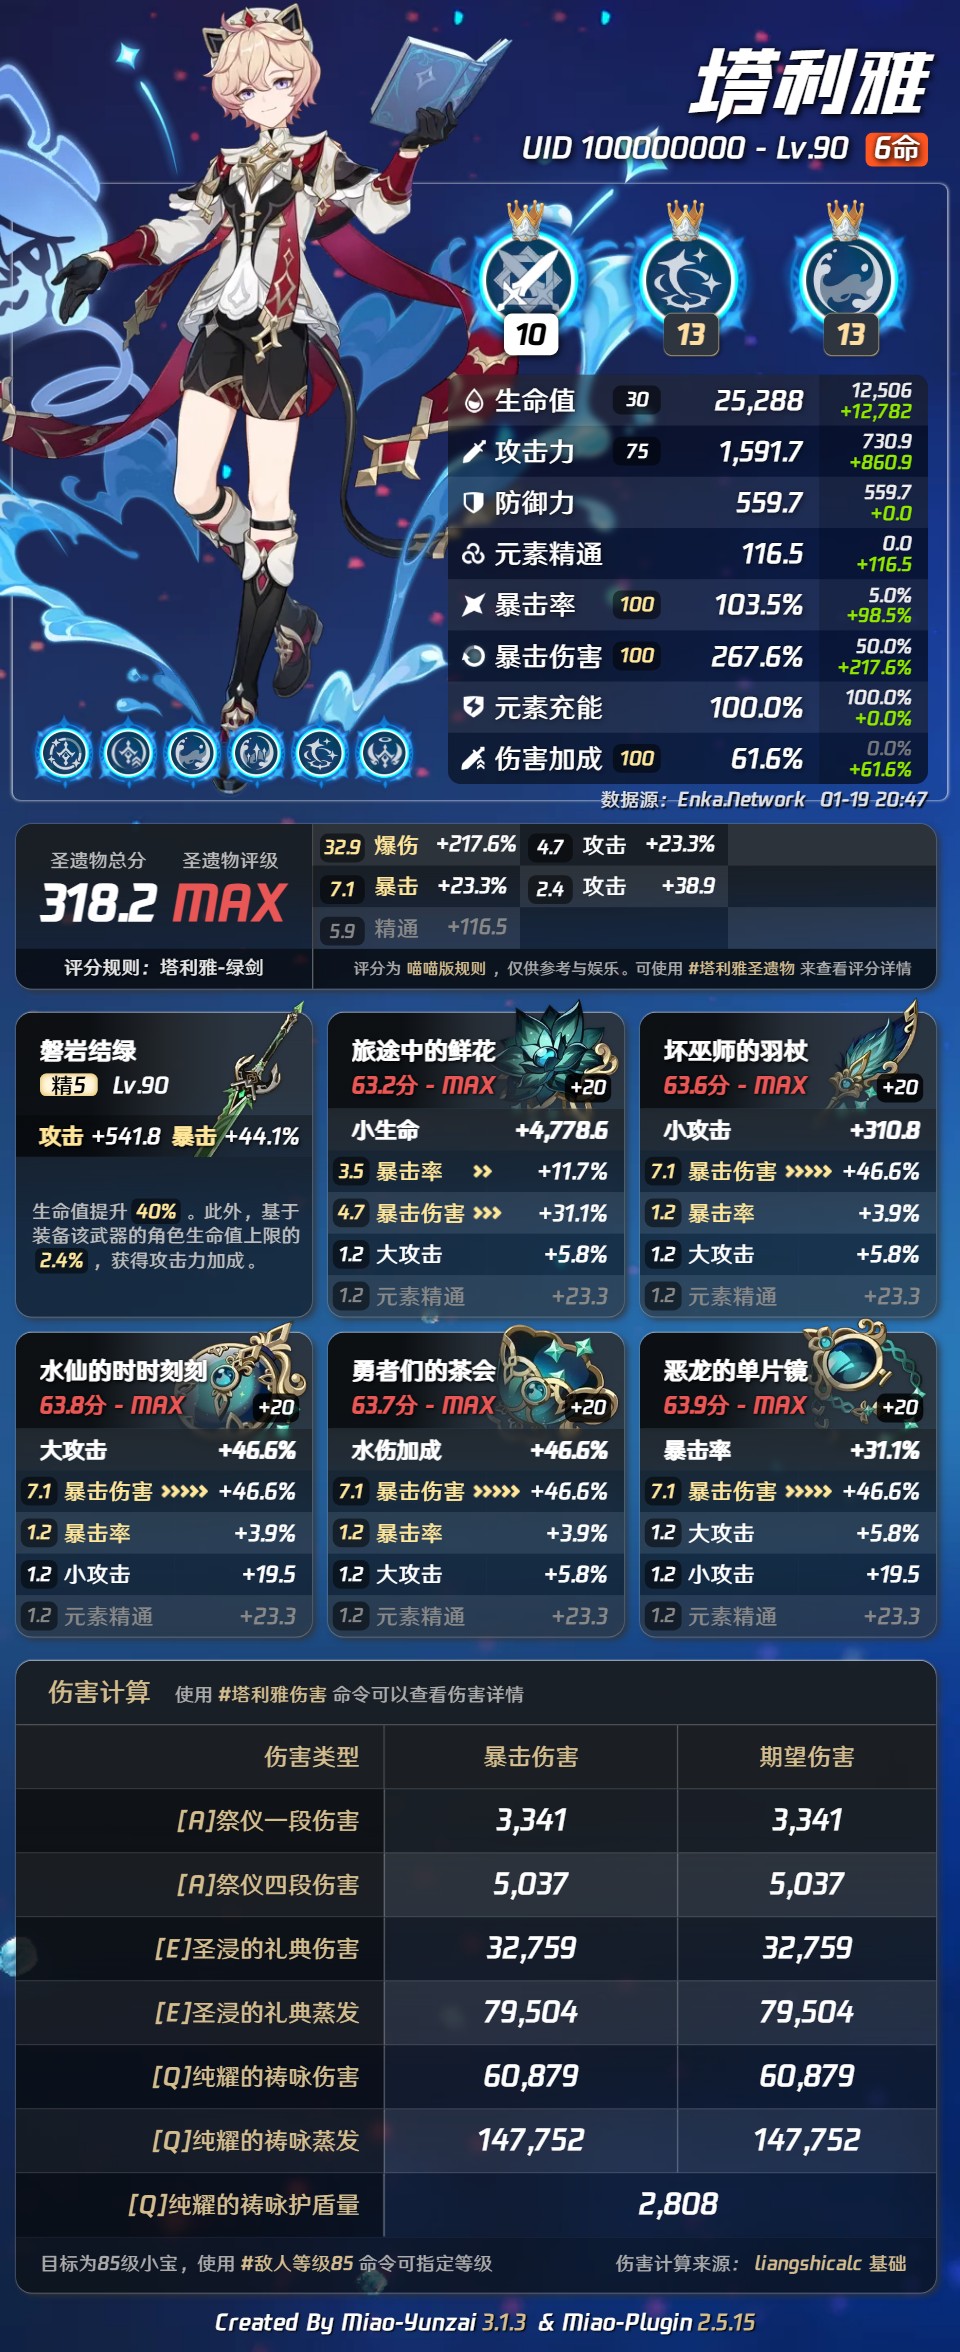 塔利雅
UID 100000000 - Lv.90 6命
10 13 13
生命值 30 25,288 12,506 +12,782
攻击力 75 1,591.7 730.9 +860.9
防御力 559.7 559.7 +0.0
元素精通 116.5 0.0 +116.5
暴击率 100 103.5% 5.0% +98.5%
暴击伤害 100 267.6% 50.0% +217.6%
元素充能 100.0% 100.0% +0.0%
伤害加成 100 61.6% 0.0% +61.6%
数据源：Enka.Network 01-19 20:47
圣遗物总分 圣遗物评级
318.2 MAX
32.9 爆伤 +217.6% 4.7 攻击 +23.3%
7.1 暴击 +23.3% 2.4 攻击 +38.9
5.9 精通 +116.5
评分规则：塔利雅-绿剑
评分为 喵喵版规则 ，仅供参考与娱乐。可使用 #塔利雅圣遗物 来查看评分详情
磐岩结绿
精5 Lv.90
攻击 +541.8 暴击 +44.1%
生命值提升 40% 。此外，基于
装备该武器的角色生命值上限的
2.4% ，获得攻击力加成。
旅途中的鲜花
63.2分 - MAX +20
小生命 +4,778.6
3.5 暴击率 +11.7%
4.7 暴击伤害 +31.1%
1.2 大攻击 +5.8%
1.2 元素精通 +23.3
坏巫师的羽杖
63.6分 - MAX +20
小攻击 +310.8
7.1 暴击伤害 +46.6%
1.2 暴击率 +3.9%
1.2 大攻击 +5.8%
1.2 元素精通 +23.3
水仙的时时刻刻
63.8分 - MAX +20
大攻击 +46.6%
7.1 暴击伤害 +46.6%
1.2 暴击率 +3.9%
1.2 小攻击 +19.5
1.2 元素精通 +23.3
勇者们的茶会
63.7分 - MAX +20
水伤加成 +46.6%
7.1 暴击伤害 +46.6%
1.2 暴击率 +3.9%
1.2 大攻击 +5.8%
1.2 元素精通 +23.3
恶龙的单片镜
63.9分 - MAX +20
暴击率 +31.1%
7.1 暴击伤害 +46.6%
1.2 大攻击 +5.8%
1.2 小攻击 +19.5
1.2 元素精通 +23.3
伤害计算 使用 #塔利雅伤害 命令可以查看伤害详情
伤害类型 暴击伤害 期望伤害
[A]祭仪一段伤害 3,341 3,341
[A]祭仪四段伤害 5,037 5,037
[E]圣浸的礼典伤害 32,759 32,759
[E]圣浸的礼典蒸发 79,504 79,504
[Q]纯耀的祷咏伤害 60,879 60,879
[Q]纯耀的祷咏蒸发 147,752 147,752
[Q]纯耀的祷咏护盾量 2,808
目标为85级小宝，使用 #敌人等级85 命令可指定等级 伤害计算来源： liangshicalc 基础
Created By Miao-Yunzai 3.1.3 & Miao-Plugin 2.5.15